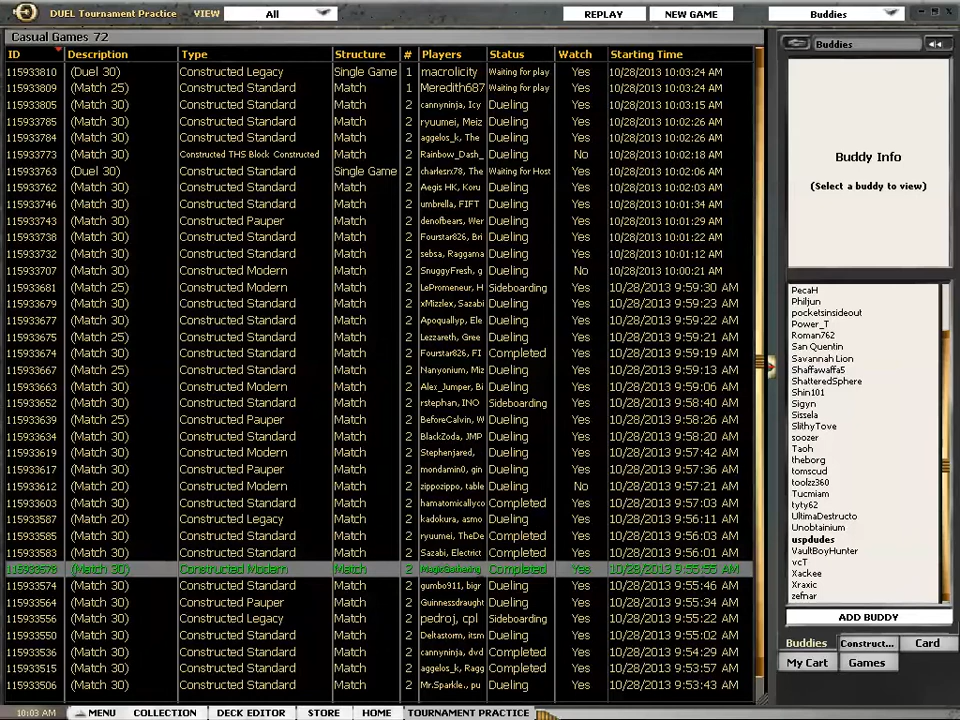 DUEL Tournament Practice VIEW All REPLAY NEW GAME Buddies
Casual Games 72
ID Description Type Structure # Players Status Watch Starting Time
115933810 (Duel 30) Constructed Legacy Single Game 1 macrolicity Waiting for play Yes 10/28/2013 10:03:24 AM
115933809 (Match 25) Constructed Standard Match 1 Meredith687 Waiting for play Yes 10/28/2013 10:03:24 AM
115933805 (Match 30) Constructed Standard Match 2 cannyninja, Icy Dueling Yes 10/28/2013 10:03:15 AM
115933785 (Match 30) Constructed Standard Match 2 ryuumei, Meiz Dueling Yes 10/28/2013 10:02:26 AM
115933784 (Match 30) Constructed Standard Match 2 aggelos_k, The Dueling Yes 10/28/2013 10:02:26 AM
115933773 (Match 30) Constructed THS Block Constructed Match 2 Rainbow_Dash_ Dueling No 10/28/2013 10:02:18 AM
115933763 (Duel 30) Constructed Standard Single Game 2 charlesrx78, The Waiting for Host Yes 10/28/2013 10:02:06 AM
115933762 (Match 30) Constructed Standard Match 2 Aegis HK, Koru Dueling Yes 10/28/2013 10:02:03 AM
115933746 (Match 30) Constructed Standard Match 2 umbrella, FIFT Dueling Yes 10/28/2013 10:01:34 AM
115933743 (Match 30) Constructed Pauper Match 2 denofbears, Wer Dueling Yes 10/28/2013 10:01:29 AM
115933738 (Match 30) Constructed Standard Match 2 Fourstar826, Bri Dueling Yes 10/28/2013 10:01:22 AM
115933732 (Match 30) Constructed Standard Match 2 sebsa, Raggama Dueling Yes 10/28/2013 10:01:12 AM
115933707 (Match 30) Constructed Modern Match 2 SnuggyFresh, g Dueling No 10/28/2013 10:00:21 AM
115933681 (Match 25) Constructed Modern Match 2 LePromeneur, H Sideboarding Yes 10/28/2013 9:59:30 AM
115933679 (Match 30) Constructed Standard Match 2 xMizzlex, Sazabi Dueling Yes 10/28/2013 9:59:23 AM
115933677 (Match 30) Constructed Standard Match 2 Apoquallyp, Ele Dueling Yes 10/28/2013 9:59:22 AM
115933675 (Match 25) Constructed Standard Match 2 Lezzareth, Gree Dueling Yes 10/28/2013 9:59:21 AM
115933674 (Match 30) Constructed Standard Match 2 Fourstar826, FI Completed Yes 10/28/2013 9:59:19 AM
115933667 (Match 25) Constructed Standard Match 2 Nanyonium, Miz Dueling Yes 10/28/2013 9:59:13 AM
115933663 (Match 30) Constructed Modern Match 2 Alex_Jumper, Bi Dueling Yes 10/28/2013 9:59:06 AM
115933652 (Match 30) Constructed Standard Match 2 rstephan, INO Sideboarding Yes 10/28/2013 9:58:40 AM
115933639 (Match 25) Constructed Pauper Match 2 BeforeCalvin, W Dueling Yes 10/28/2013 9:58:26 AM
115933634 (Match 30) Constructed Standard Match 2 BlackZoda, JMP Dueling Yes 10/28/2013 9:58:20 AM
115933619 (Match 30) Constructed Modern Match 2 Stephenjared, Dueling Yes 10/28/2013 9:57:42 AM
115933617 (Match 30) Constructed Pauper Match 2 mondamin0, gin Dueling Yes 10/28/2013 9:57:36 AM
115933612 (Match 20) Constructed Modern Match 2 zippozippo, table Dueling No 10/28/2013 9:57:21 AM
115933603 (Match 30) Constructed Standard Match 2 hamatomicallyco Completed Yes 10/28/2013 9:57:03 AM
115933587 (Match 20) Constructed Legacy Match 2 kadokura, asmo Dueling Yes 10/28/2013 9:56:11 AM
115933585 (Match 30) Constructed Standard Match 2 ryuumei, TheDe Completed Yes 10/28/2013 9:56:03 AM
115933583 (Match 30) Constructed Standard Match 2 Sazabi, Electrict Completed Yes 10/28/2013 9:56:01 AM
115933578 (Match 30) Constructed Modern Match 2 MagicGathering Completed Yes 10/28/2013 9:55:55 AM
115933574 (Match 30) Constructed Standard Match 2 gumbo911, bigr Dueling Yes 10/28/2013 9:55:46 AM
115933564 (Match 30) Constructed Pauper Match 2 Guinnessdraught Dueling Yes 10/28/2013 9:55:34 AM
115933556 (Match 30) Constructed Legacy Match 2 pedroj, cpl Sideboarding Yes 10/28/2013 9:55:22 AM
115933550 (Match 30) Constructed Standard Match 2 Deltastorm, itsm Dueling Yes 10/28/2013 9:55:02 AM
115933536 (Match 30) Constructed Standard Match 2 cannyninja, dvd Completed Yes 10/28/2013 9:54:29 AM
115933515 (Match 30) Constructed Standard Match 2 aggelos_k, Ragg Completed Yes 10/28/2013 9:53:57 AM
115933506 (Match 30) Constructed Standard Match 2 Mr.Sparkle., pu Dueling Yes 10/28/2013 9:53:43 AM
Buddies
Buddy Info
(Select a buddy to view)
PecaH
Philjun
pocketsinsideout
Power_T
Roman762
San Quentin
Savannah Lion
Shaffawaffa5
ShatteredSphere
Shin101
Sigyn
Sissela
SlithyTove
soozer
Taoh
theborg
tomscud
toolzz360
Tucmiam
tyty62
UltimaDestructo
Unobtainium
uspdudes
VaultBoyHunter
vcT
Xackee
Xraxic
zefnar
ADD BUDDY
Buddies Construct... Card
My Cart Games
10:03 AM MENU COLLECTION DECK EDITOR STORE HOME TOURNAMENT PRACTICE